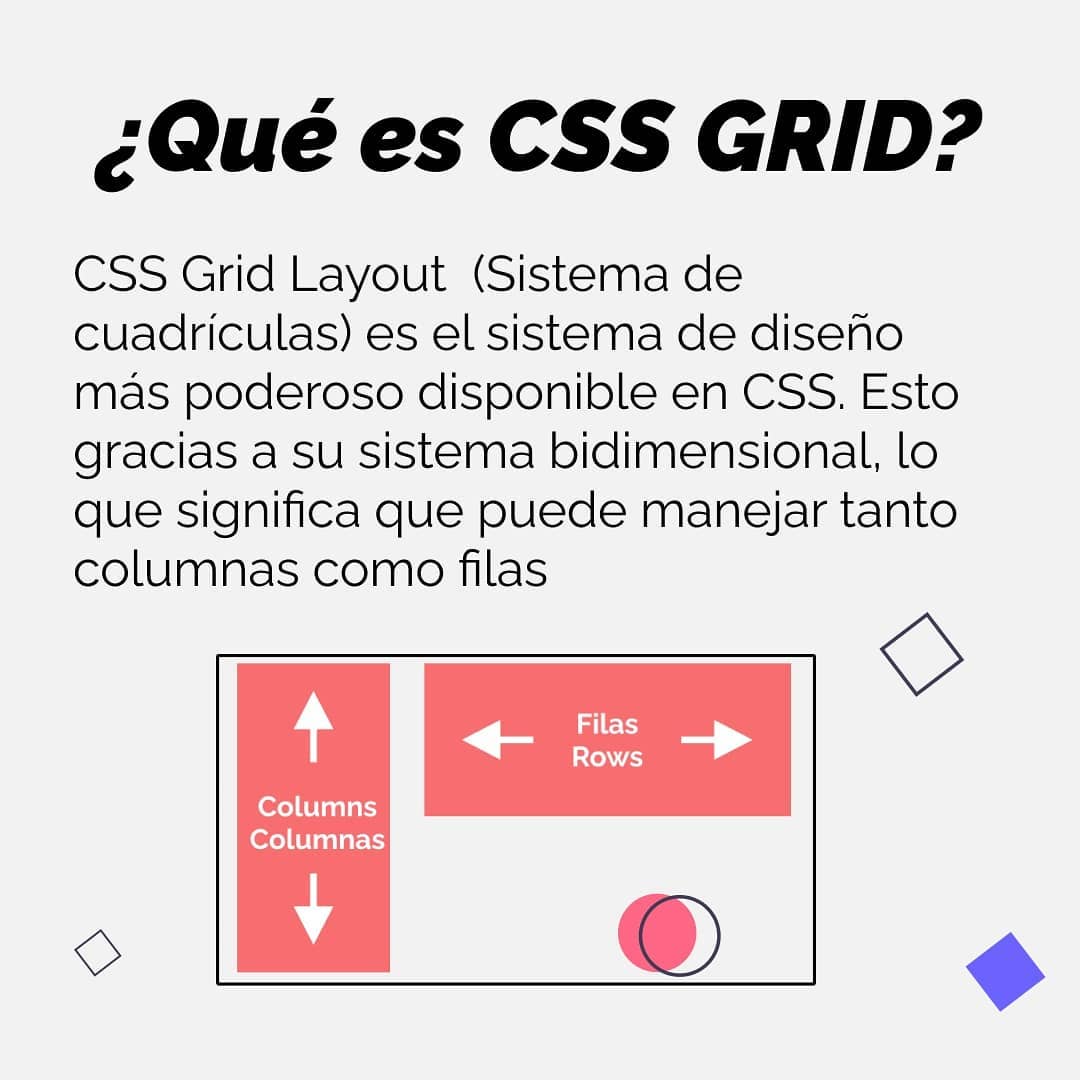 ¿Qué es CSS GRID?
CSS Grid Layout (Sistema de
cuadrículas) es el sistema de diseño
más poderoso disponible en CSS. Esto
gracias a su sistema bidimensional, lo
que significa que puede manejar tanto
columnas como filas
Columns
Columnas
Filas
Rows